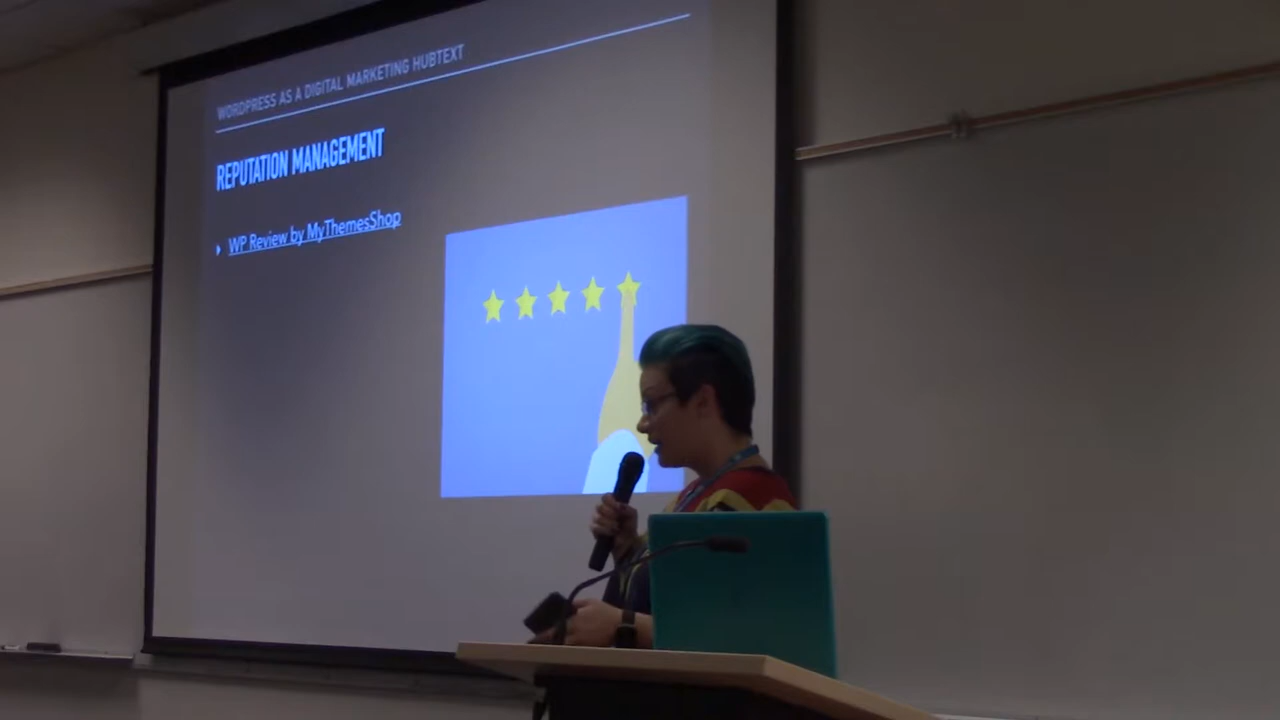 WORDPRESS AS A DIGITAL MARKETING HUBTEXT
REPUTATION MANAGEMENT
WP Review by MyThemesShop